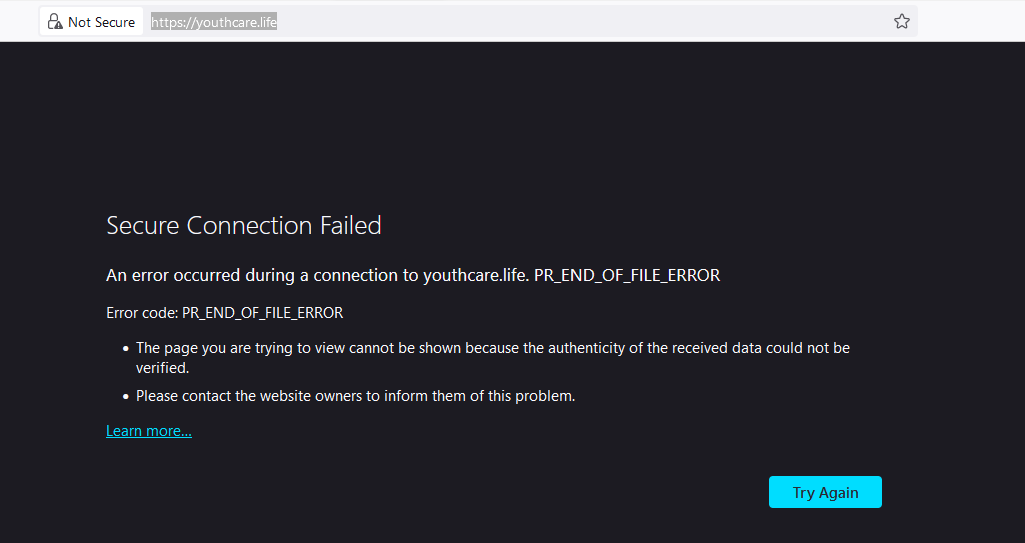 Not Secure https://youthcare.life
Secure Connection Failed
An error occurred during a connection to youthcare.life. PR_END_OF_FILE_ERROR
Error code: PR_END_OF_FILE_ERROR
• The page you are trying to view cannot be shown because the authenticity of the received data could not be
verified.
• Please contact the website owners to inform them of this problem.
Learn more...
Try Again